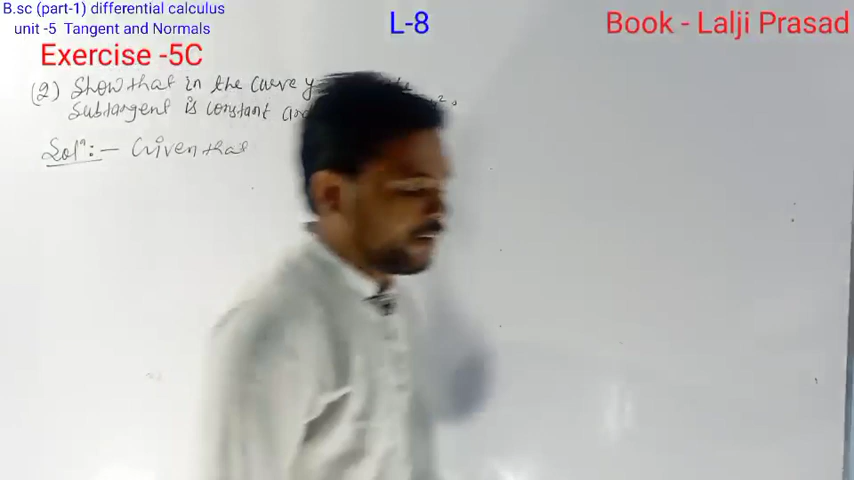 B.sc (part-1) differential calculus
unit -5 Tangent and Normals
L-8
Book - Lalji Prasad
Exercise -5C
(2) Show that in the curve y
Subtangent is constant and
Solⁿ:- Given that